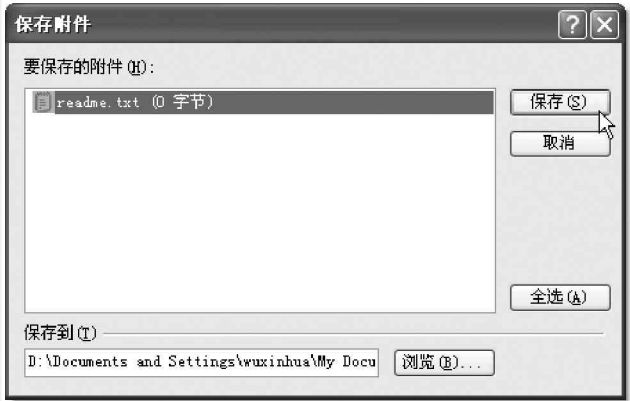 保存附件
要保存的附件(H):
readme.txt (0 字节)
保存(S)
取消
全选(A)
保存到(T)
D:\Documents and Settings\wuxinhua\My Docu
浏览(B)...